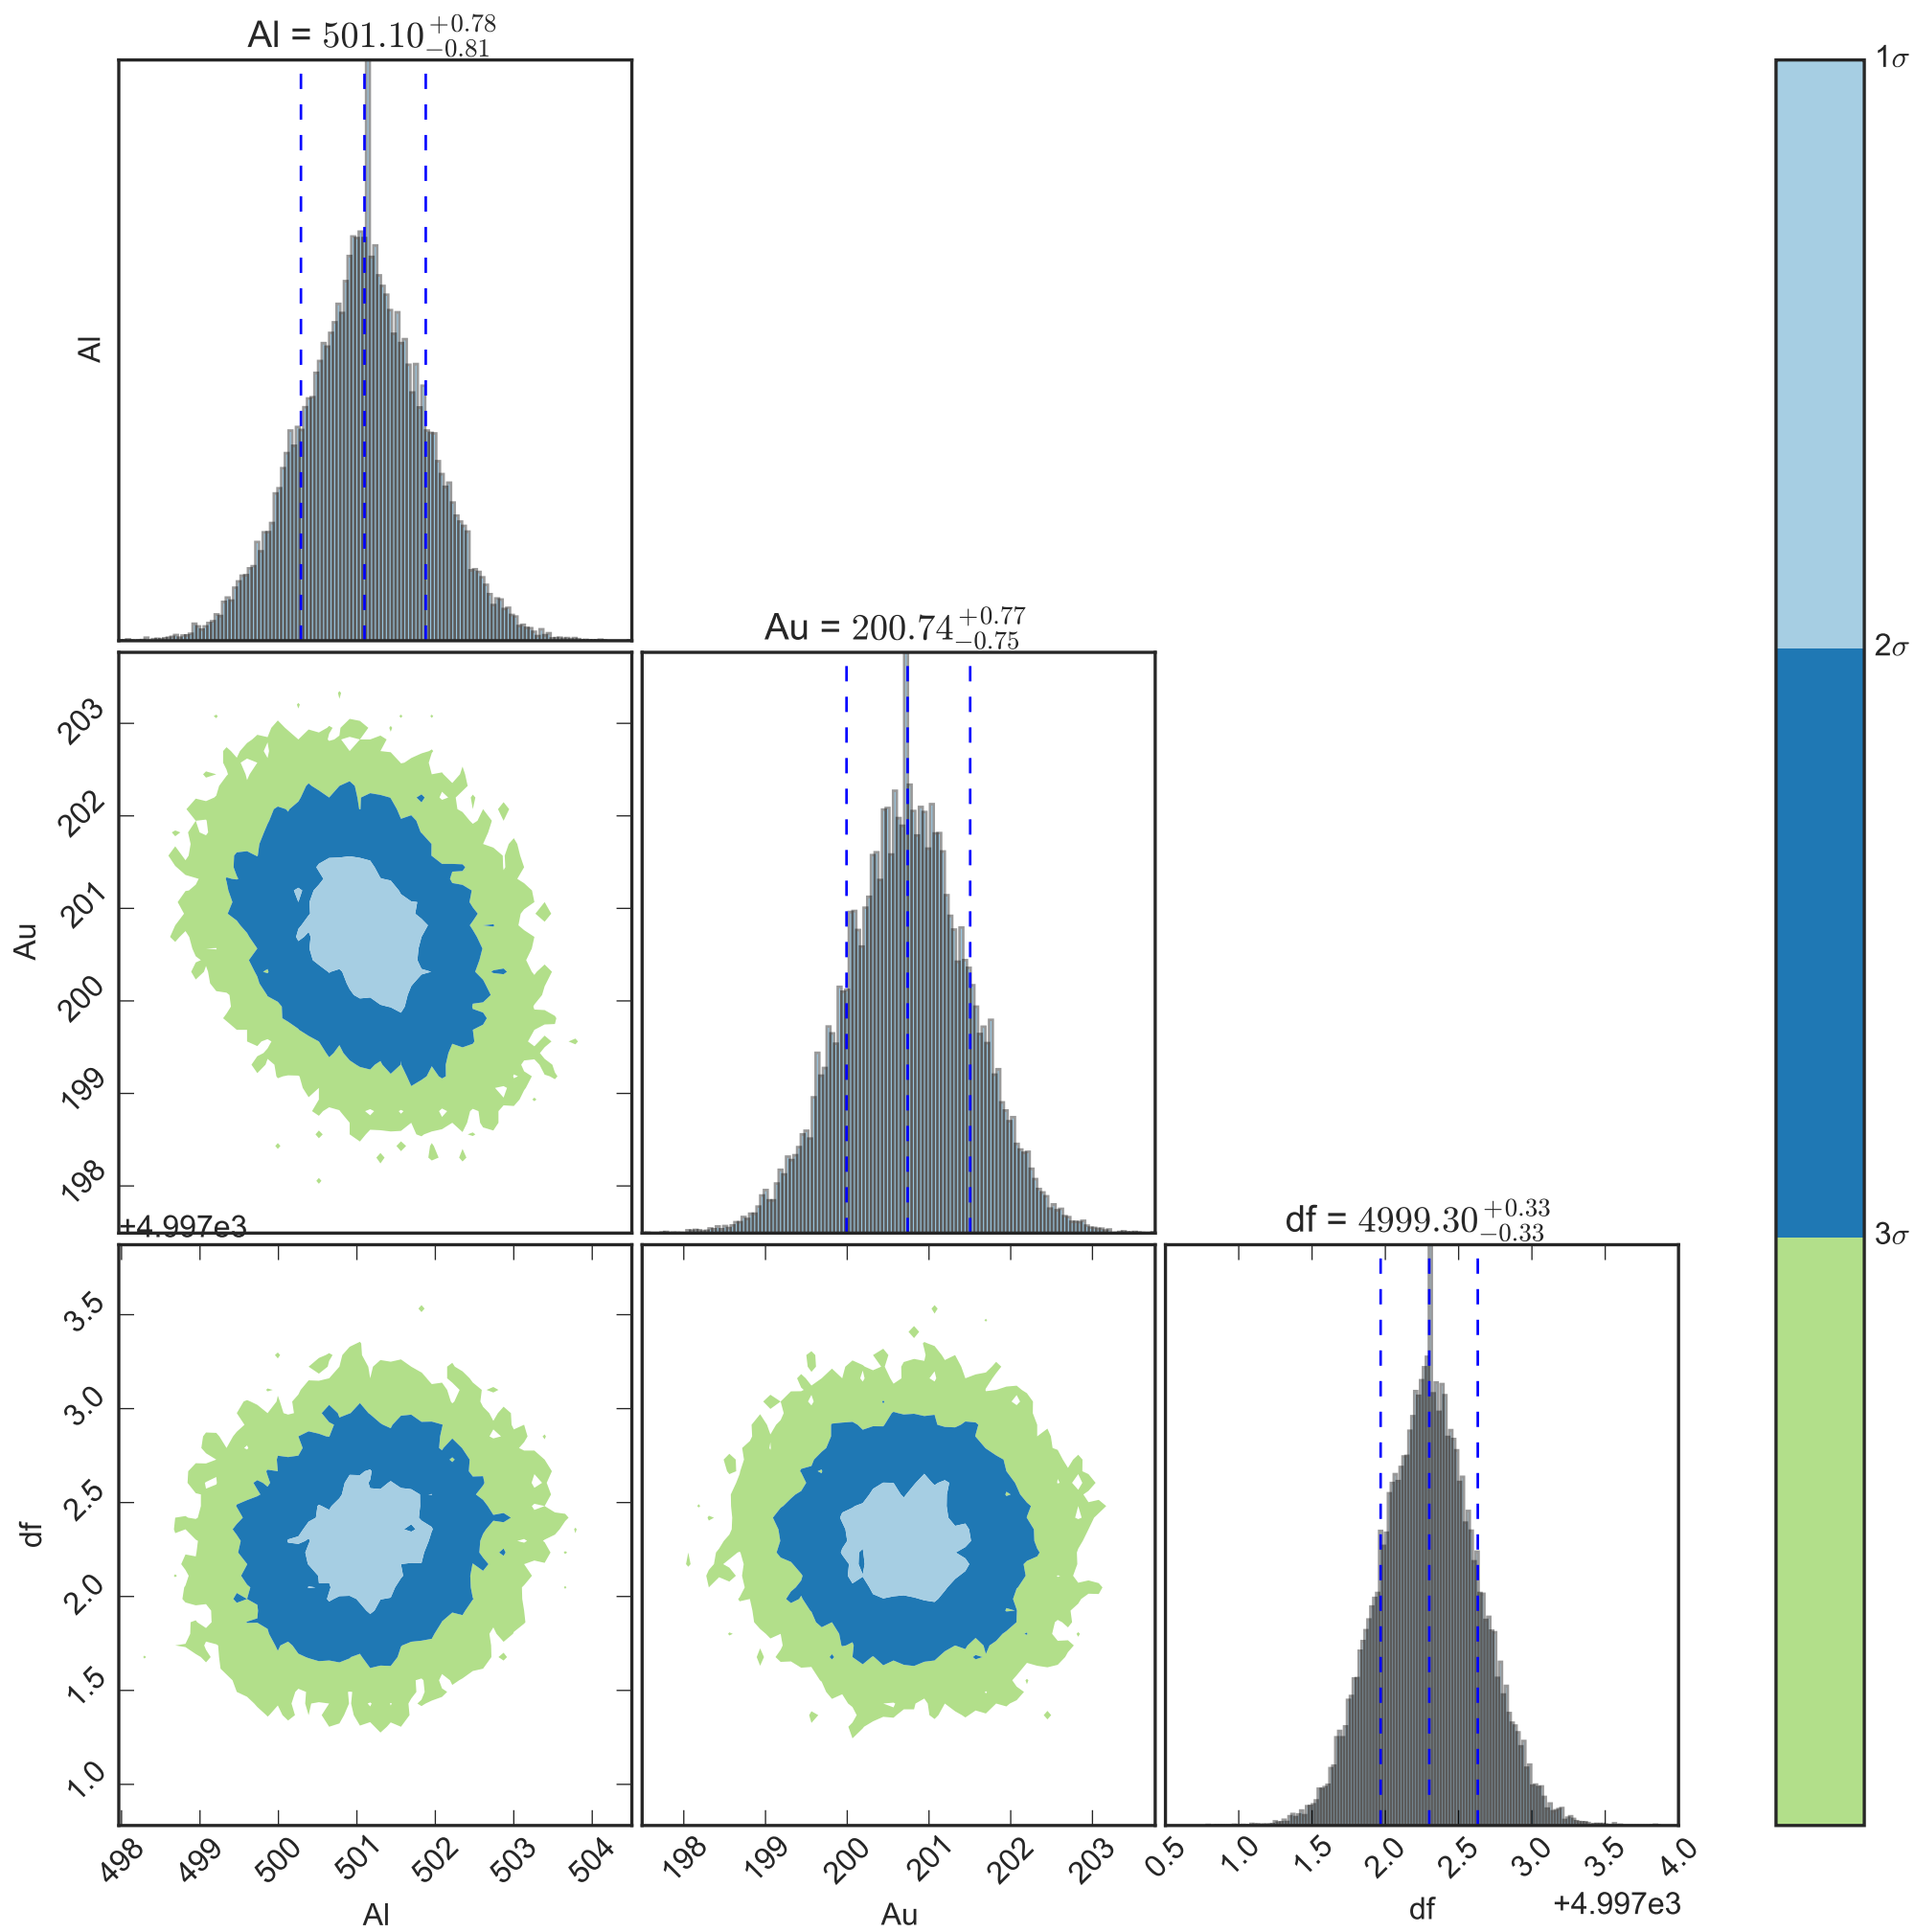 Al = 501.10 +0.78 −0.81
1σ
Al
Au = 200.74 +0.77 −0.75
2σ
203
202
201
200
199
198
Au
+4.997e3
df = 4999.30 +0.33 −0.33
3σ
3.5
3.0
2.5
2.0
1.5
1.0
df
498 499 500 501 502 503 504
198 199 200 201 202 203
0.5 1.0 1.5 2.0 2.5 3.0 3.5 4.0
Al
Au
df
+4.997e3